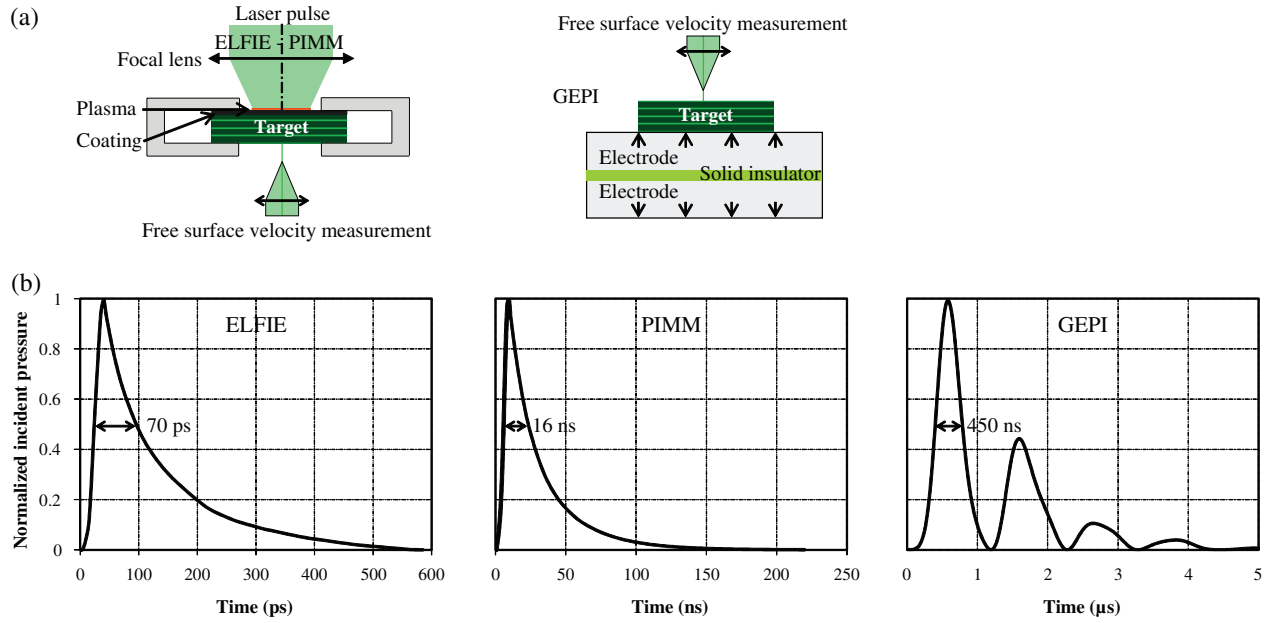 (a)
Laser pulse
ELFIE - PIMM
Focal lens
Plasma
Coating
Target
Free surface velocity measurement
Free surface velocity measurement
GEPI
Target
Electrode
Solid insulator
Electrode
(b)
Normalized incident pressure
1
0.8
0.6
0.4
0.2
0
ELFIE
70 ps
0 100 200 300 400 500 600
Time (ps)
PIMM
16 ns
0 50 100 150 200 250
Time (ns)
GEPI
450 ns
0 1 2 3 4 5
Time (µs)